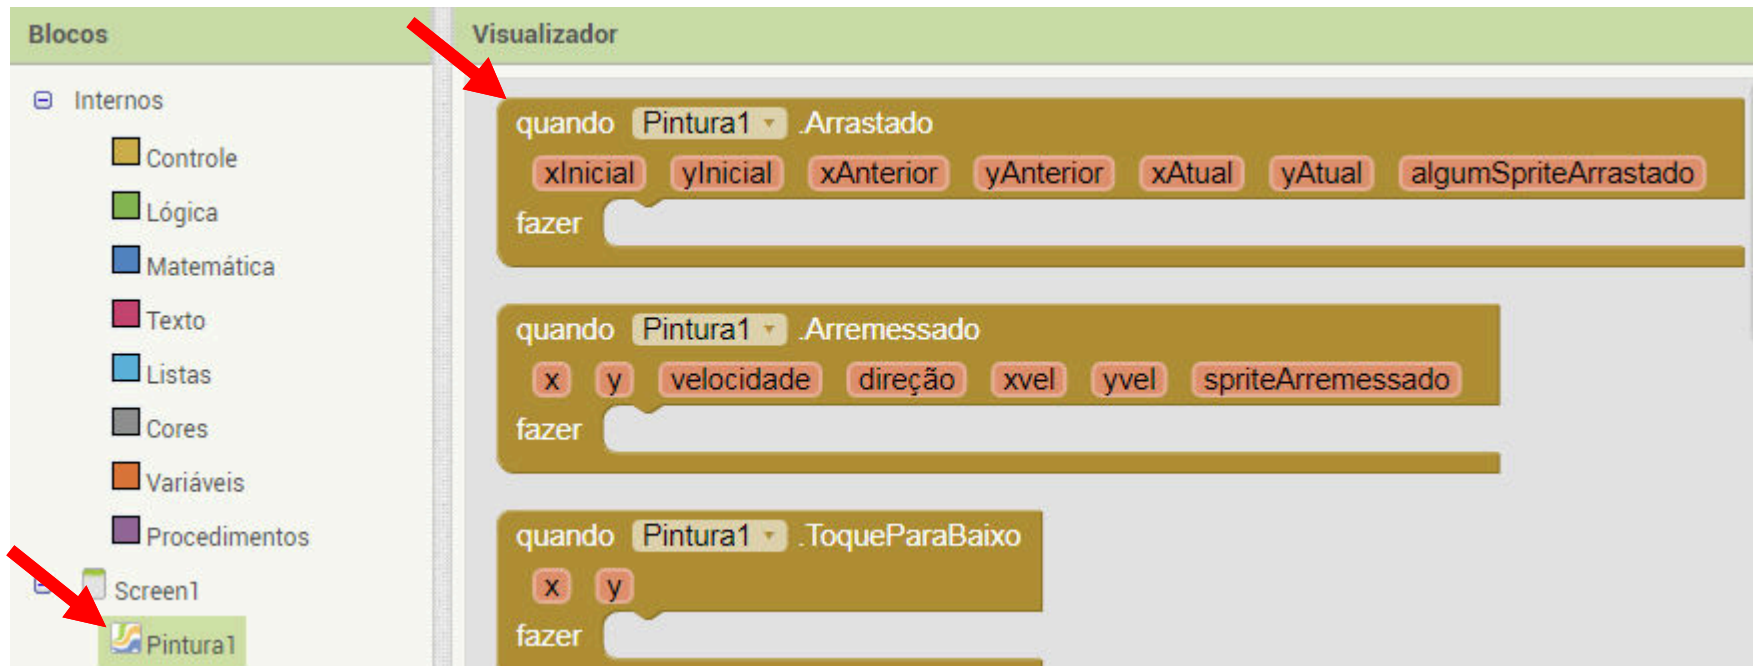 Blocos
Internos
Controle
Lógica
Matemática
Texto
Listas
Cores
Variáveis
Procedimentos
Screen1
Pintura1
Visualizador
quando Pintura1 .Arrastado
xInicial yInicial xAnterior yAnterior xAtual yAtual algumSpriteArrastado
fazer
quando Pintura1 .Arremessado
x y velocidade direção xvel yvel spriteArremessado
fazer
quando Pintura1 .ToqueParaBaixo
x y
fazer